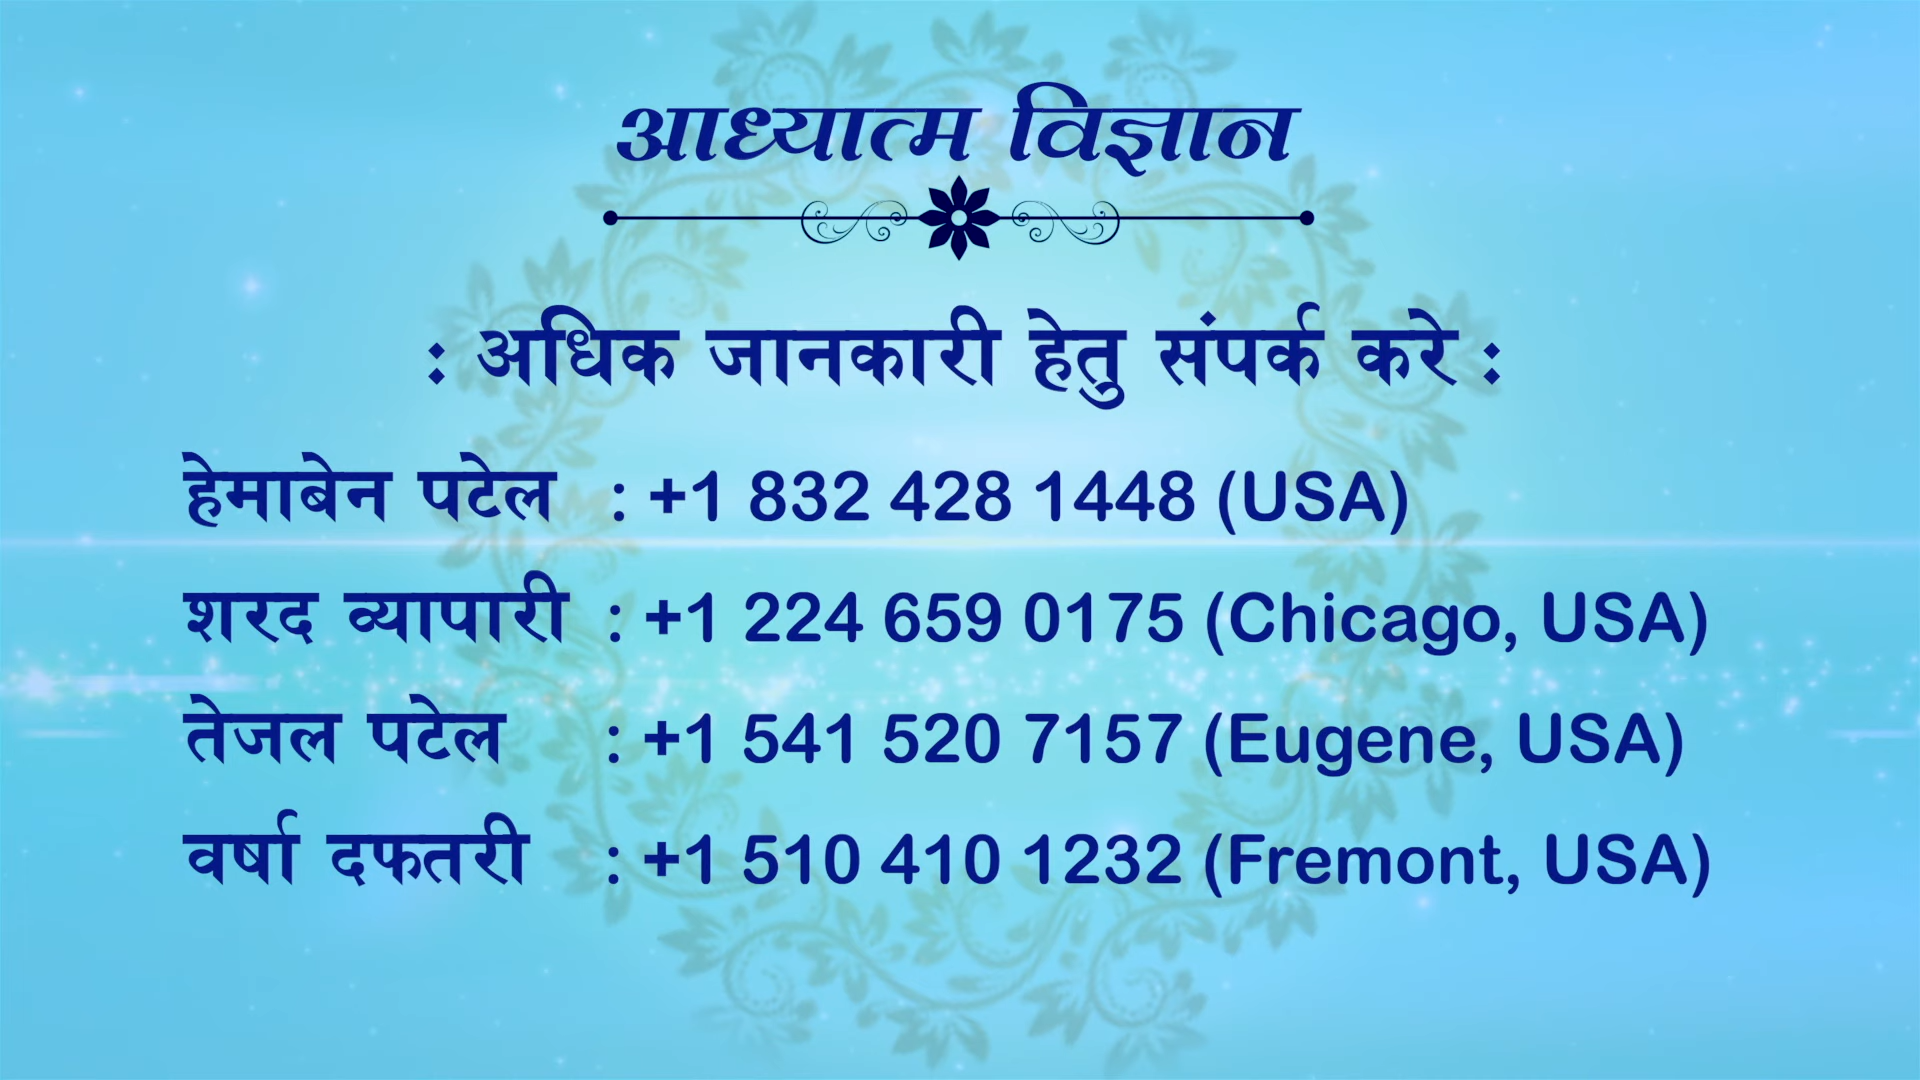 आध्यात्म विज्ञान
: अधिक जानकारी हेतु संपर्क करे :
हेमाबेन पटेल : +1 832 428 1448 (USA)
शरद व्यापारी : +1 224 659 0175 (Chicago, USA)
तेजल पटेल : +1 541 520 7157 (Eugene, USA)
वर्षा दफतरी : +1 510 410 1232 (Fremont, USA)